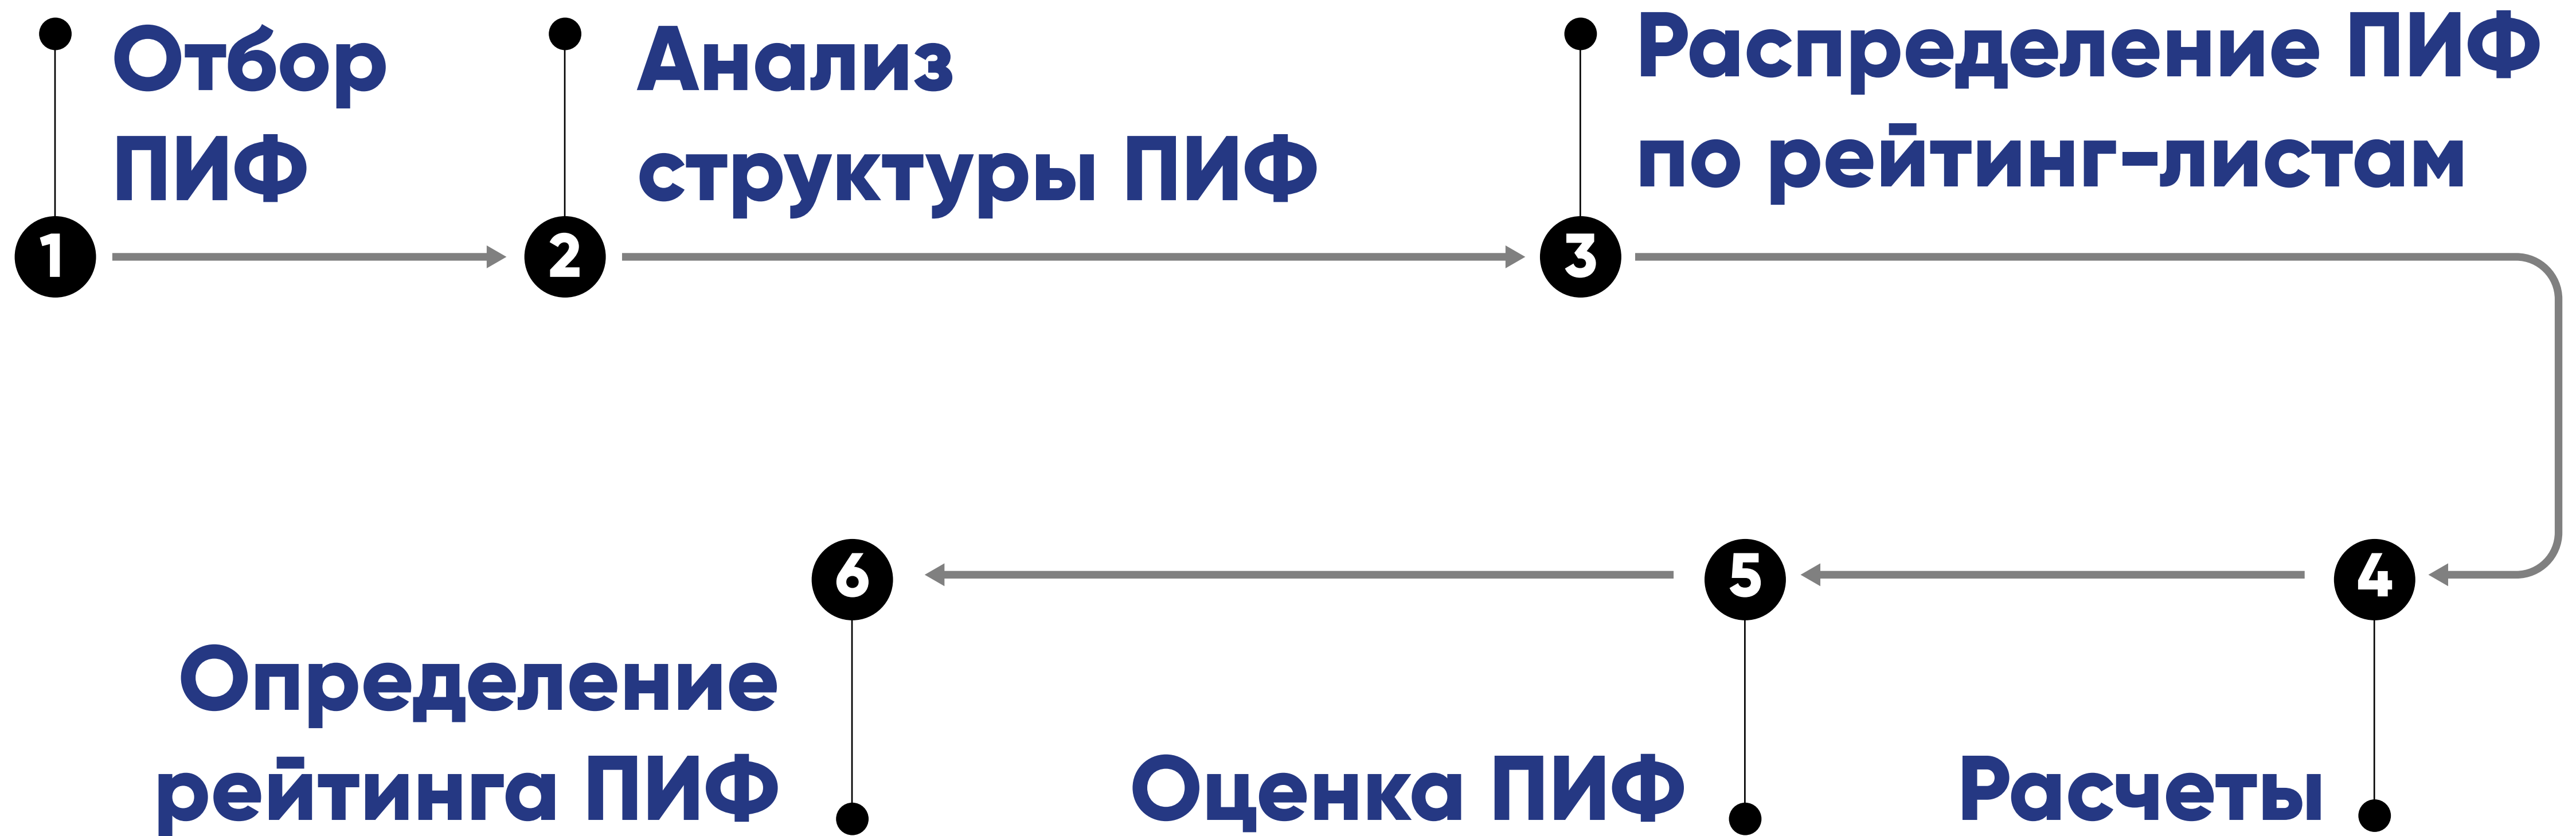 1
Отбор
ПИФ
2
Анализ
структуры ПИФ
3
Распределение ПИФ
по рейтинг-листам
4
Расчеты
5
Оценка ПИФ
6
Определение
рейтинга ПИФ